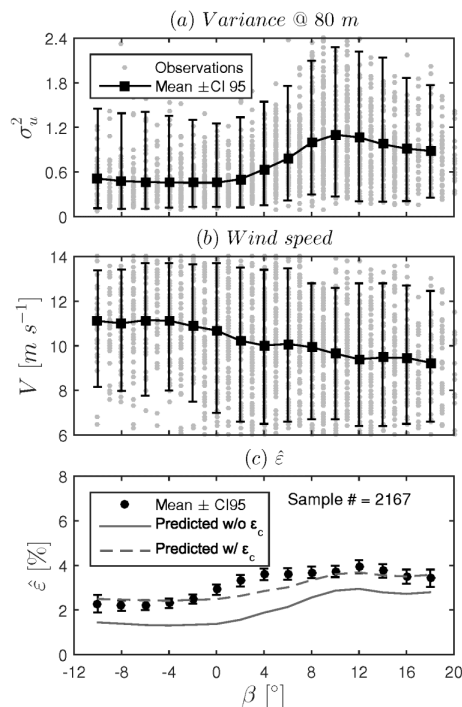 (a) Variance @ 80 m
2.4
1.8
1.2
0.6
0
σ²ᵤ
Observations
Mean ±CI 95
(b) Wind speed
14
12
10
8
6
V [m s⁻¹]
(c) ε̂
8
6
4
2
0
ε̂ [%]
Mean ± CI95
Predicted w/o ε_c
Predicted w/ ε_c
Sample # = 2167
-12 -8 -4 0 4 8 12 16 20
β [°]